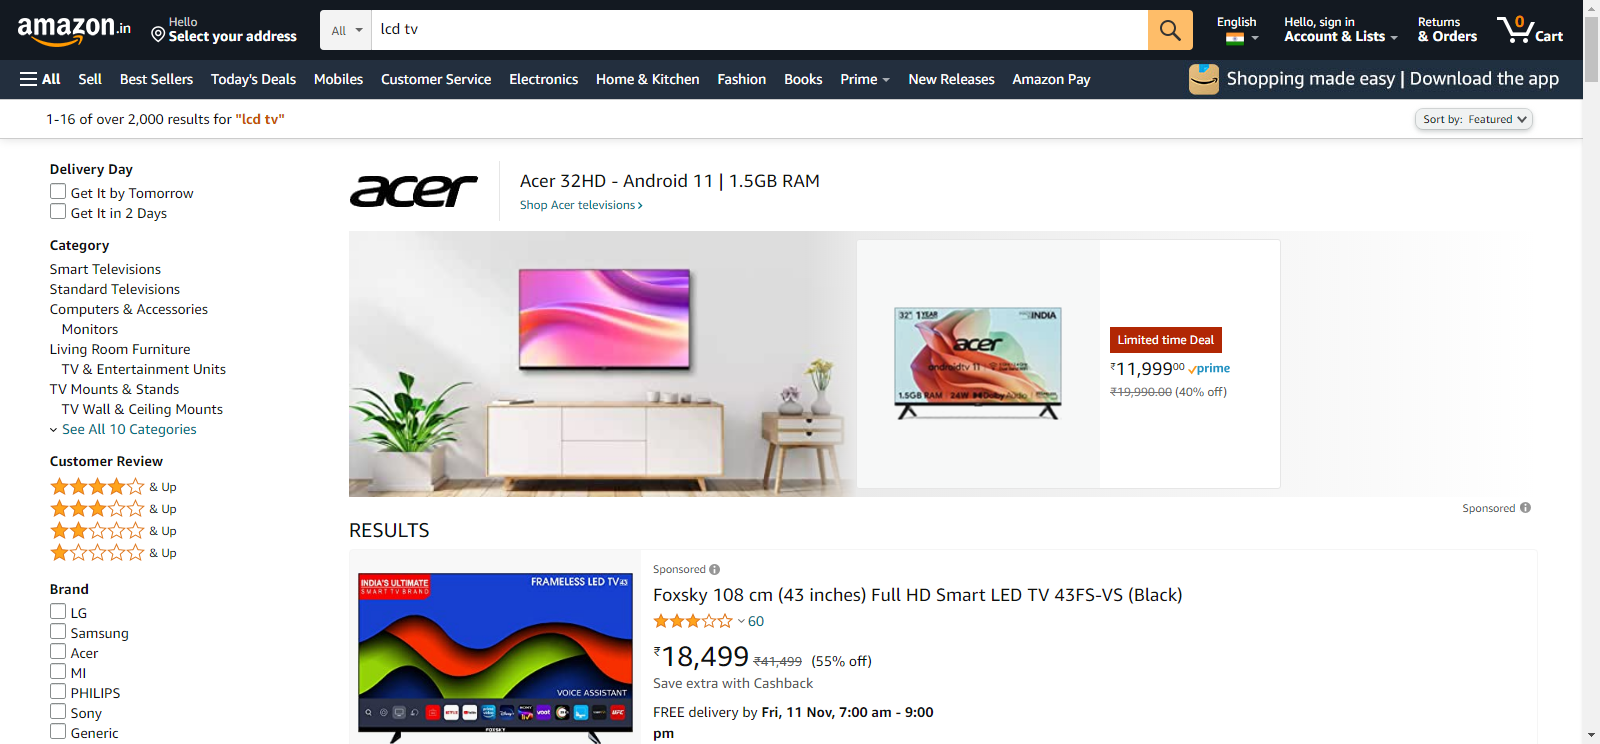 amazon.in
Hello
Select your address
All
lcd tv
English
Hello, sign in
Account & Lists
Returns
& Orders
0
Cart
All
Sell
Best Sellers
Today's Deals
Mobiles
Customer Service
Electronics
Home & Kitchen
Fashion
Books
Prime
New Releases
Amazon Pay
Shopping made easy | Download the app
1-16 of over 2,000 results for "lcd tv"
Sort by: Featured
Delivery Day
Get It by Tomorrow
Get It in 2 Days
Category
Smart Televisions
Standard Televisions
Computers & Accessories
Monitors
Living Room Furniture
TV & Entertainment Units
TV Mounts & Stands
TV Wall & Ceiling Mounts
See All 10 Categories
Customer Review
& Up
& Up
& Up
& Up
Brand
LG
Samsung
Acer
MI
PHILIPS
Sony
Generic
acer
Acer 32HD - Android 11 | 1.5GB RAM
Shop Acer televisions ›
32" 1 YEAR
INDIA
acer
androidtv 11
1.5GB RAM | 24W Dolby Audio
Limited time Deal
₹11,99900 prime
₹19,990.00 (40% off)
Sponsored
RESULTS
INDIA'S ULTIMATE
SMART TV BRAND
FRAMELESS LED TV 43
VOICE ASSISTANT
voot
UFC
FOXSKY
Sponsored
Foxsky 108 cm (43 inches) Full HD Smart LED TV 43FS-VS (Black)
60
₹18,499 ₹41,499 (55% off)
Save extra with Cashback
FREE delivery by Fri, 11 Nov, 7:00 am - 9:00
pm